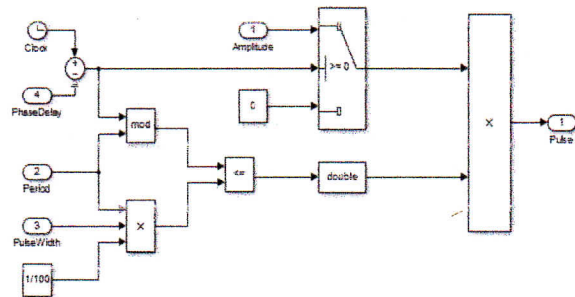 Clock
1
Amplitude
+
−
>= 0
4
PhaseDelay
0
mod
×
1
Pulse
2
Period
<=
double
3
PulseWidth
×
1/100